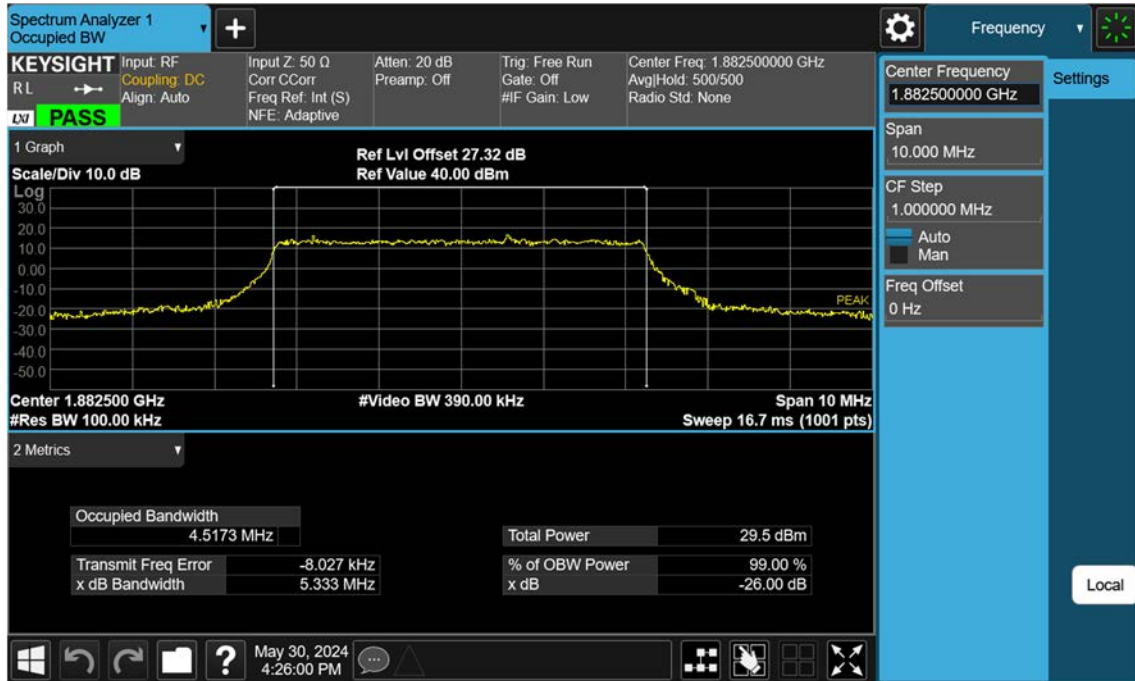 Spectrum Analyzer 1
Occupied BW
+
Frequency
KEYSIGHT
RL
LXI PASS
Input: RF
Coupling: DC
Align: Auto
Input Z: 50 Ω
Corr CCorr
Freq Ref: Int (S)
NFE: Adaptive
Atten: 20 dB
Preamp: Off
Trig: Free Run
Gate: Off
#IF Gain: Low
Center Freq: 1.882500000 GHz
Avg|Hold: 500/500
Radio Std: None
Center Frequency
1.882500000 GHz
Settings
Span
10.000 MHz
CF Step
1.000000 MHz
Auto
Man
Freq Offset
0 Hz
Local
1 Graph
Scale/Div 10.0 dB
Ref Lvl Offset 27.32 dB
Ref Value 40.00 dBm
Log
30.0
20.0
10.0
0.00
-10.0
-20.0
-30.0
-40.0
-50.0
PEAK
Center 1.882500 GHz
#Video BW 390.00 kHz
Span 10 MHz
#Res BW 100.00 kHz
Sweep 16.7 ms (1001 pts)
2 Metrics
Occupied Bandwidth
4.5173 MHz
Total Power 29.5 dBm
Transmit Freq Error -8.027 kHz
% of OBW Power 99.00 %
x dB Bandwidth 5.333 MHz
x dB -26.00 dB
?
May 30, 2024
4:26:00 PM